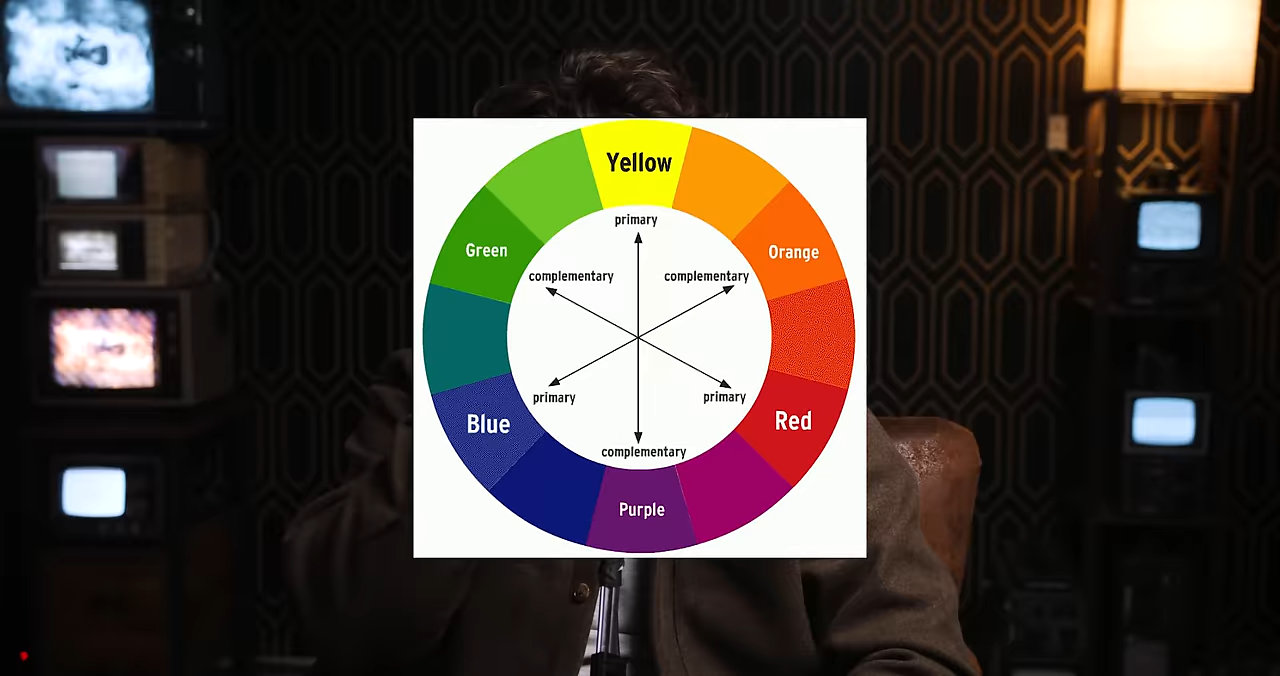 Yellow
primary
Green
Orange
complementary
complementary
primary
primary
Blue
Red
complementary
Purple